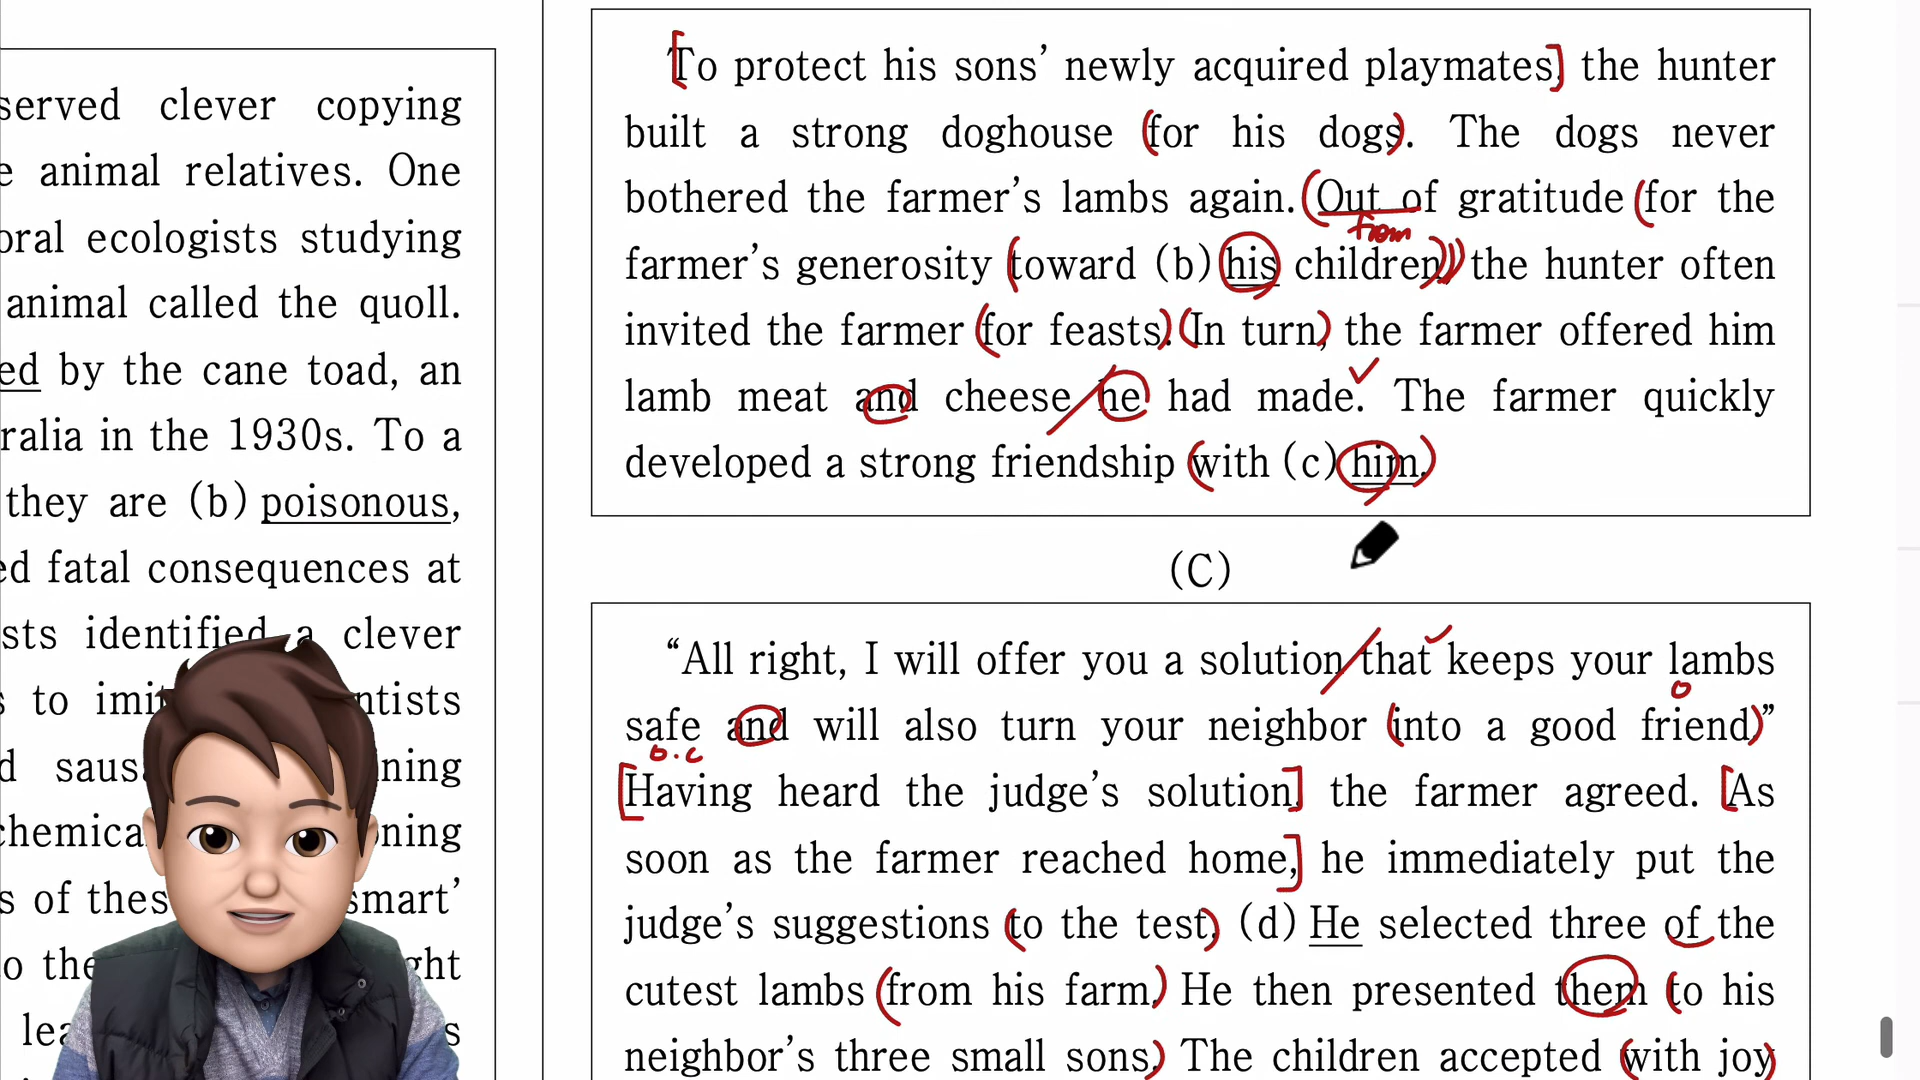 served clever copying
e animal relatives. One
oral ecologists studying
animal called the quoll.
ed by the cane toad, an
ralia in the 1930s. To a
they are (b) poisonous,
ed fatal consequences at
sts identified a clever
s to imi ntists
d saus ning
chemica oning
s of thes smart’
o the ght
lea s
To protect his sons’ newly acquired playmates, the hunter
built a strong doghouse for his dogs. The dogs never
bothered the farmer’s lambs again. Out of gratitude for the
from
farmer’s generosity toward (b) his children, the hunter often
invited the farmer for feasts. In turn, the farmer offered him
lamb meat and cheese he had made. The farmer quickly
developed a strong friendship with (c) him.
(C)
“All right, I will offer you a solution that keeps your lambs
o
safe and will also turn your neighbor into a good friend.”
o.c
Having heard the judge’s solution, the farmer agreed. As
soon as the farmer reached home, he immediately put the
judge’s suggestions to the test. (d) He selected three of the
cutest lambs from his farm. He then presented them to his
neighbor’s three small sons. The children accepted with joy